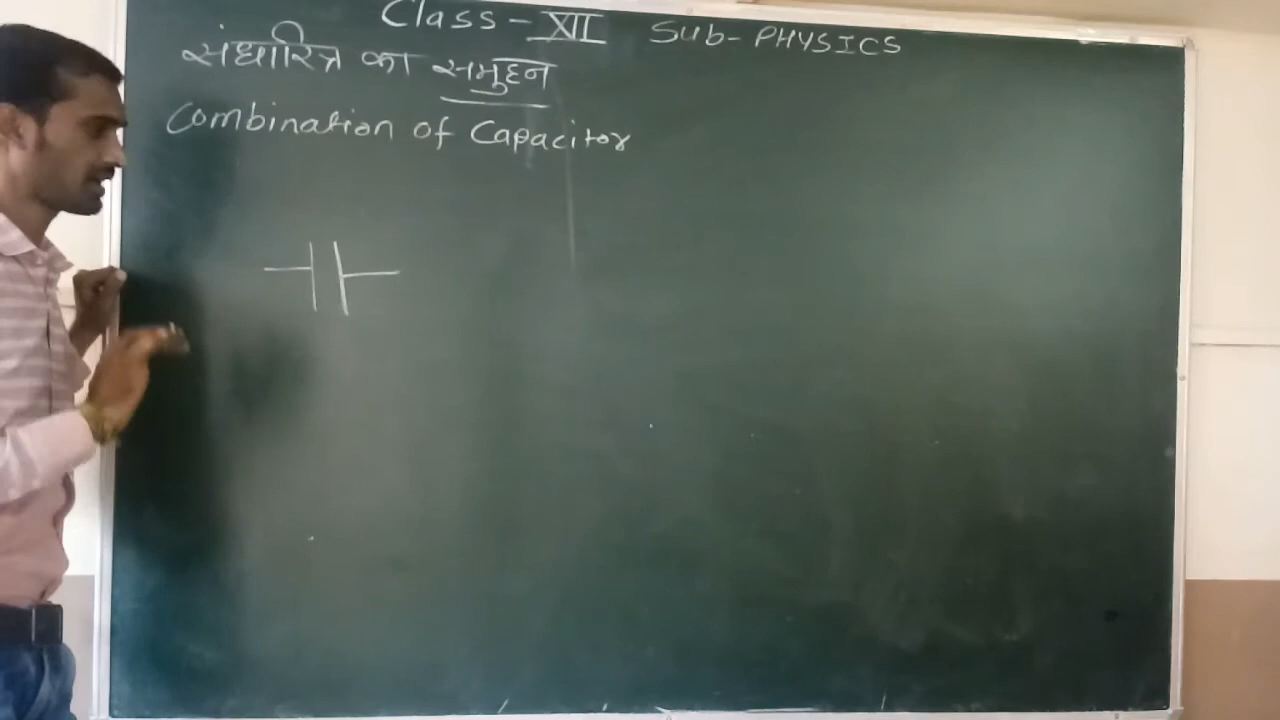 Class - XII Sub - PHYSICS
संधारित्र का समुहन
Combination of Capacitor